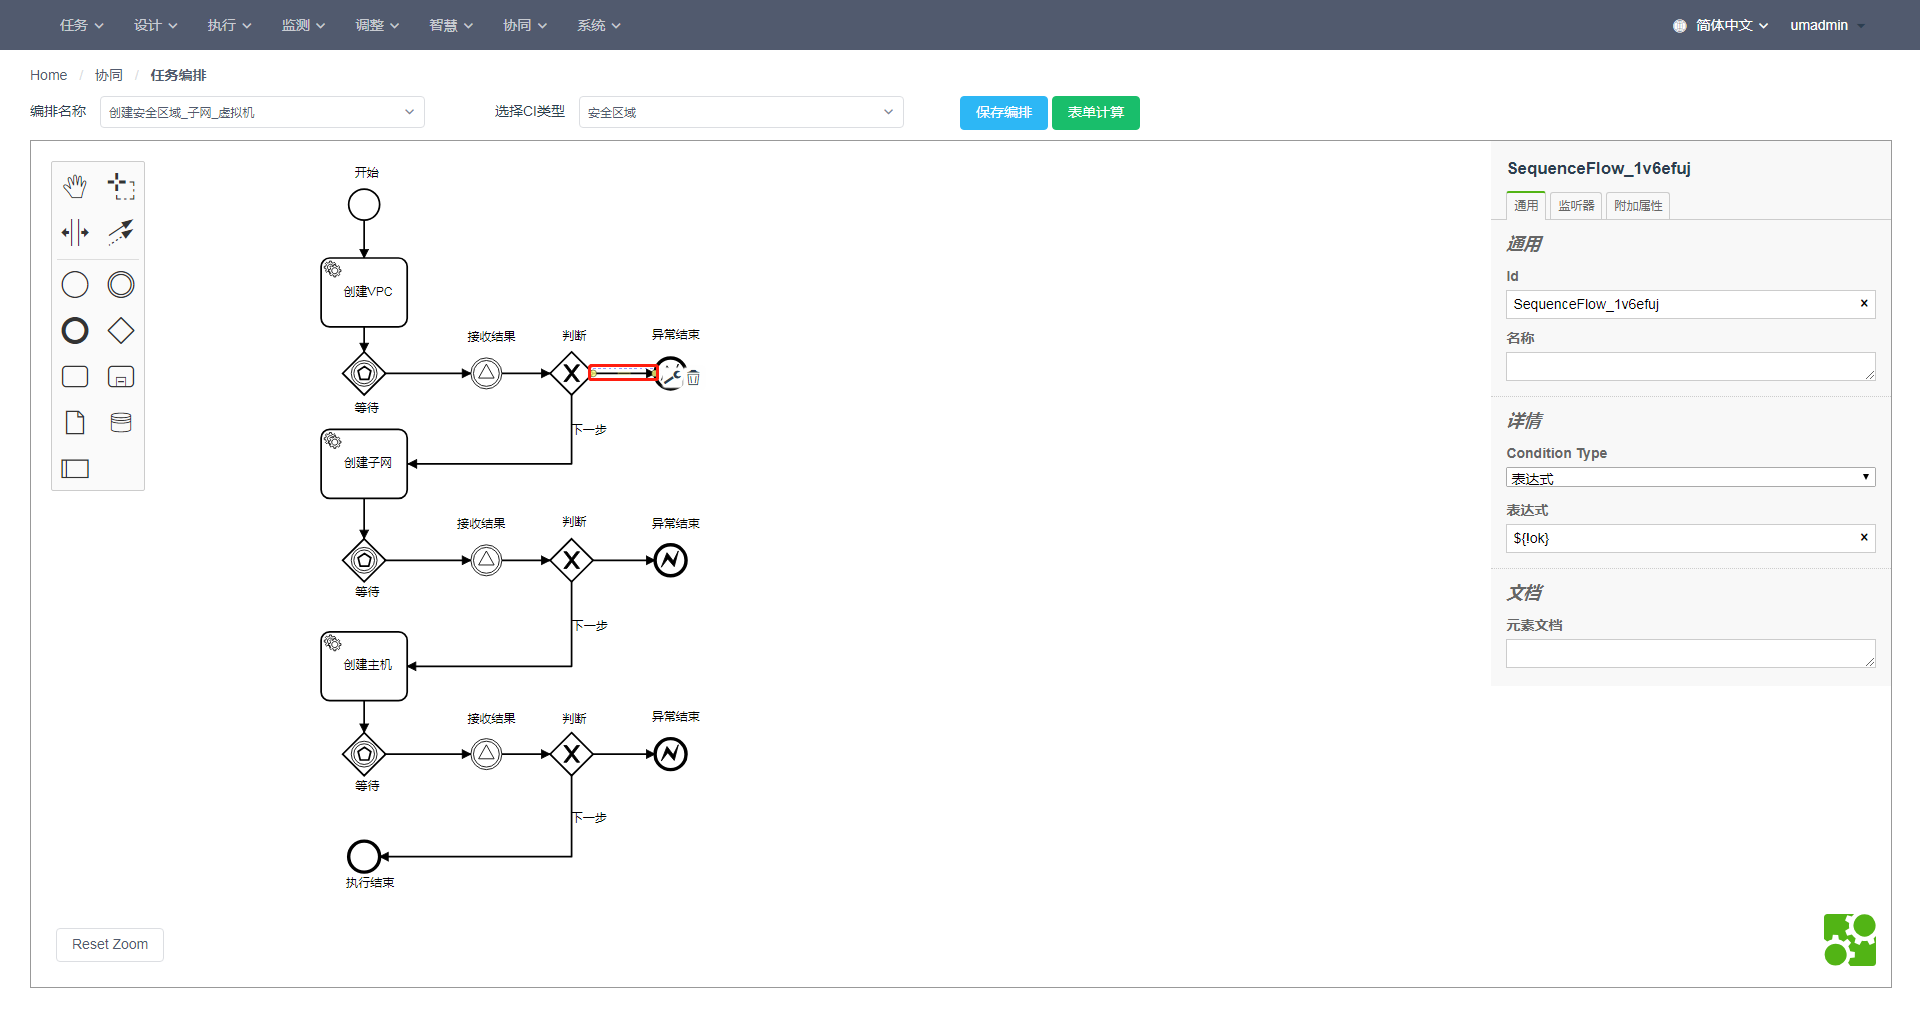 任务 设计 执行 监测 调整 智慧 协同 系统 简体中文 umadmin
Home / 协同 / 任务编排
编排名称 创建安全区域_子网_虚拟机 选择CI类型 安全区域 保存编排 表单计算
开始
创建VPC
接收结果 判断 异常结束
等待
下一步
创建子网
接收结果 判断 异常结束
等待
下一步
创建主机
接收结果 判断 异常结束
等待
下一步
执行结束
Reset Zoom
SequenceFlow_1v6efuj
通用 监听器 附加属性
通用
Id
SequenceFlow_1v6efuj ×
名称
详情
Condition Type
表达式
表达式
${!ok} ×
文档
元素文档